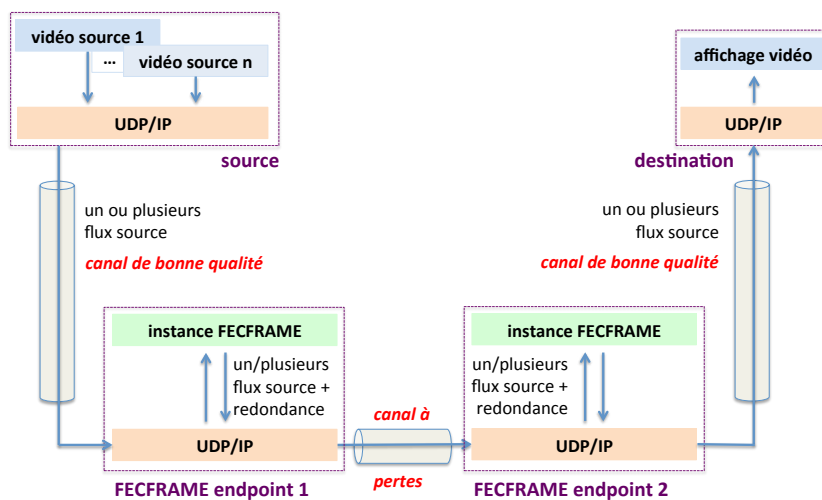 vidéo source 1
...
vidéo source n
UDP/IP
source
un ou plusieurs
flux source
canal de bonne qualité
affichage vidéo
UDP/IP
destination
un ou plusieurs
flux source
canal de bonne qualité
instance FECFRAME
un/plusieurs
flux source +
redondance
UDP/IP
FECFRAME endpoint 1
canal à
pertes
instance FECFRAME
un/plusieurs
flux source +
redondance
UDP/IP
FECFRAME endpoint 2